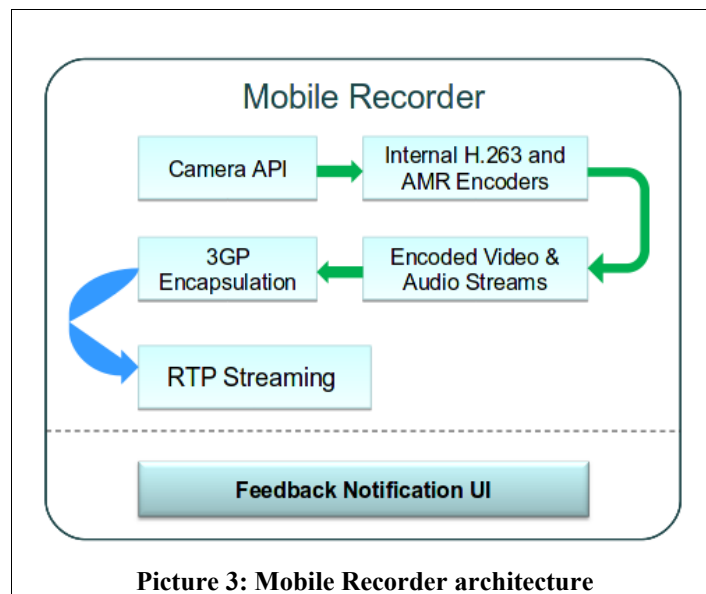 Mobile Recorder
Camera API
Internal H.263 and
AMR Encoders
3GP
Encapsulation
Encoded Video &
Audio Streams
RTP Streaming
Feedback Notification UI
Picture 3: Mobile Recorder architecture